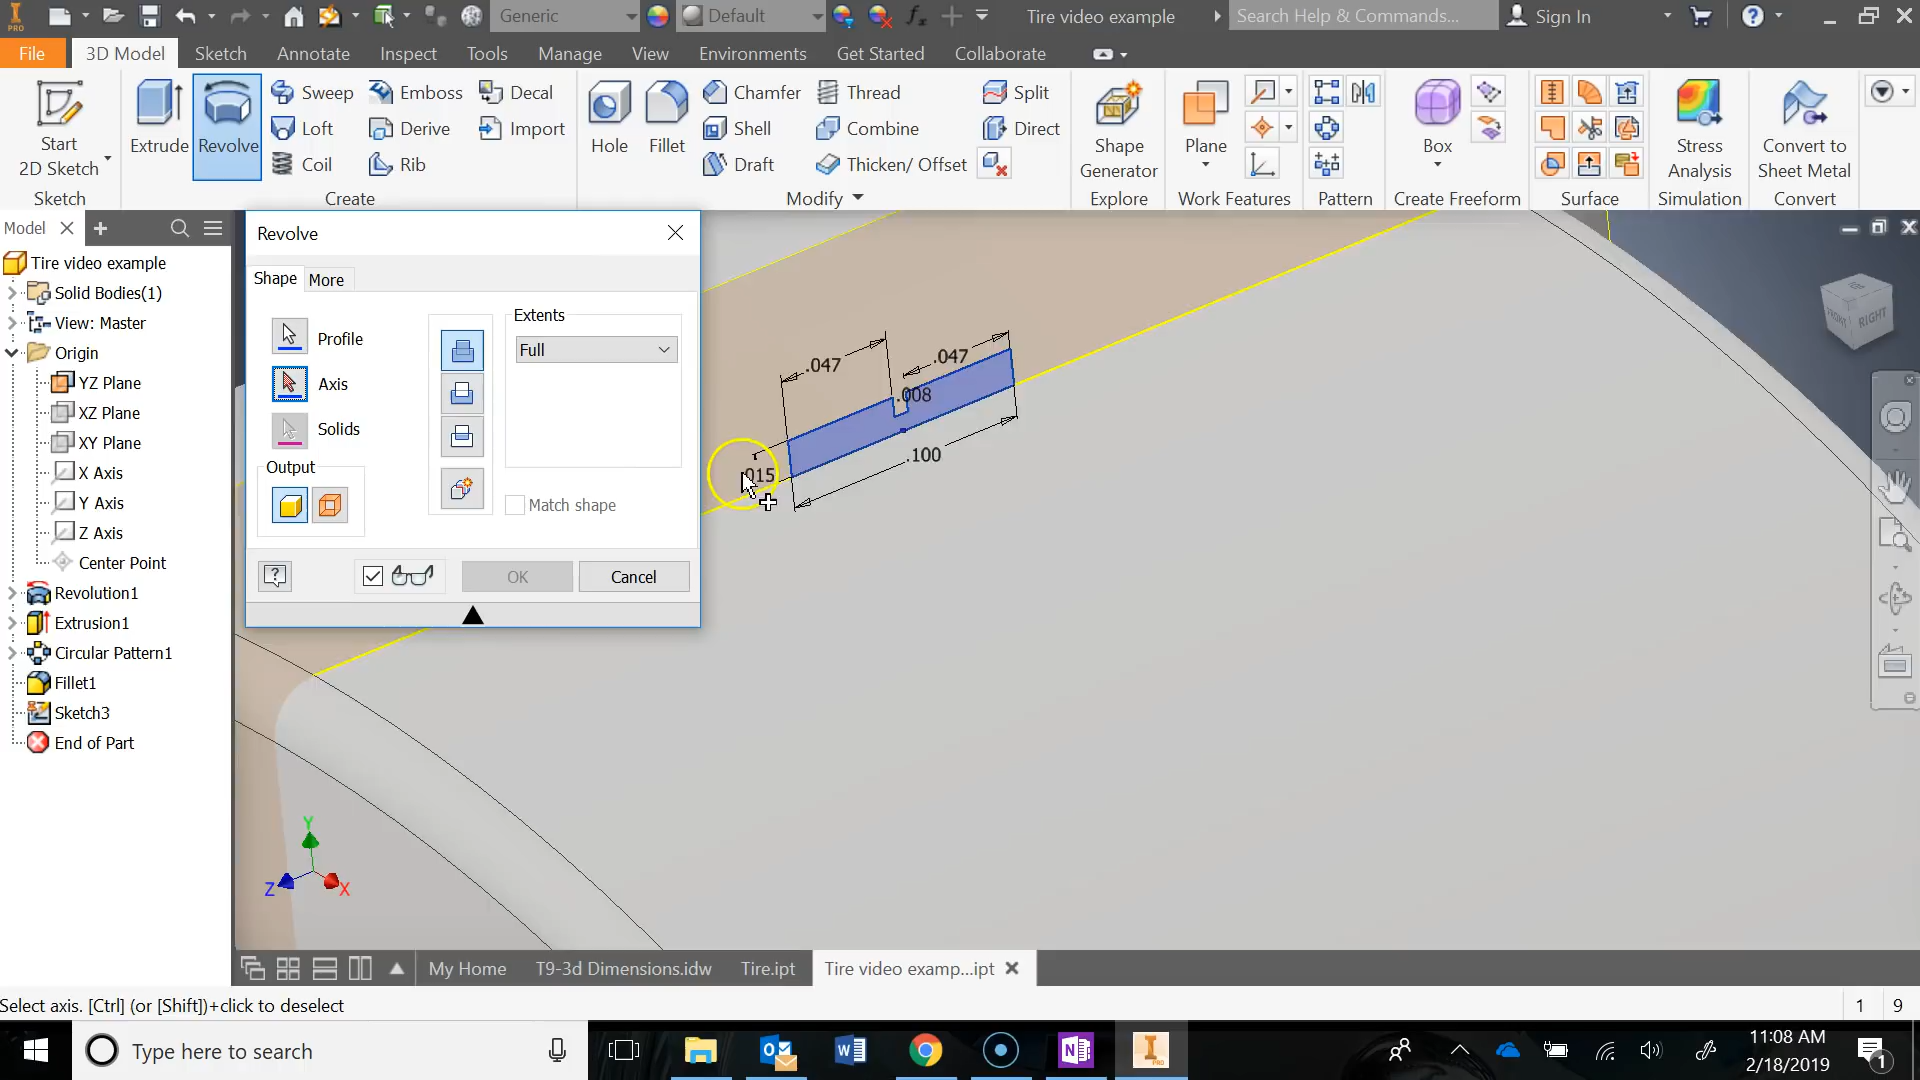 PRO
Generic
Default
Tire video example
Search Help & Commands...
Sign In
File
3D Model
Sketch
Annotate
Inspect
Tools
Manage
View
Environments
Get Started
Collaborate
Start
2D Sketch
Extrude
Revolve
Sweep
Loft
Coil
Emboss
Derive
Rib
Decal
Import
Hole
Fillet
Chamfer
Shell
Draft
Thread
Combine
Thicken/ Offset
Split
Direct
Shape
Generator
Plane
Box
Stress
Analysis
Convert to
Sheet Metal
Sketch
Create
Modify
Explore
Work Features
Pattern
Create Freeform
Surface
Simulation
Convert
Model
Tire video example
Solid Bodies(1)
View: Master
Origin
YZ Plane
XZ Plane
XY Plane
X Axis
Y Axis
Z Axis
Center Point
Revolution1
Extrusion1
Circular Pattern1
Fillet1
Sketch3
End of Part
Revolve
Shape
More
Profile
Axis
Solids
Output
Extents
Full
Match shape
OK
Cancel
.047
.047
.008
.015
.100
FRONT
RIGHT
Y
Z
X
My Home
T9-3d Dimensions.idw
Tire.ipt
Tire video examp...ipt
Select axis. [Ctrl] (or [Shift])+click to deselect
1
9
Type here to search
11:08 AM
2/18/2019
1